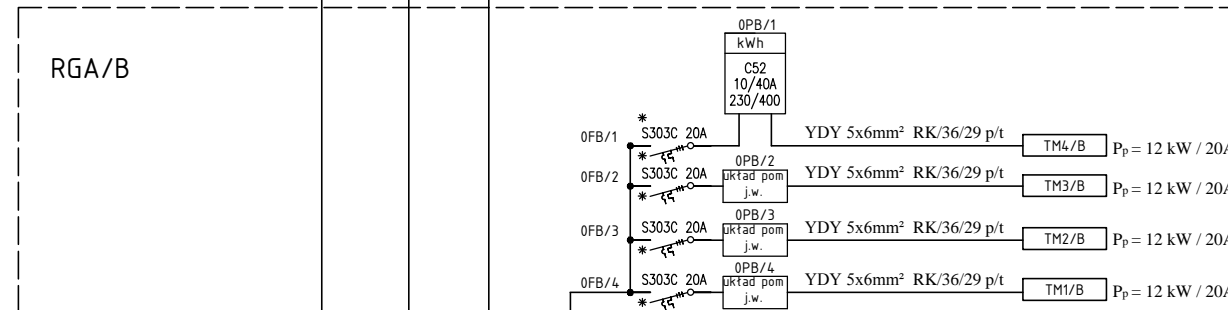 RGA/B
0PB/1
kWh
C52
10/40A
230/400
*
0FB/1 S303C 20A YDY 5x6mm² RK/36/29 p/t TM4/B Pp = 12 kW / 20A
*
0PB/2
0FB/2 S303C 20A układ pom YDY 5x6mm² RK/36/29 p/t TM3/B Pp = 12 kW / 20A
* j.w.
0PB/3
0FB/3 S303C 20A układ pom YDY 5x6mm² RK/36/29 p/t TM2/B Pp = 12 kW / 20A
* j.w.
0PB/4
0FB/4 S303C 20A układ pom YDY 5x6mm² RK/36/29 p/t TM1/B Pp = 12 kW / 20A
* j.w.